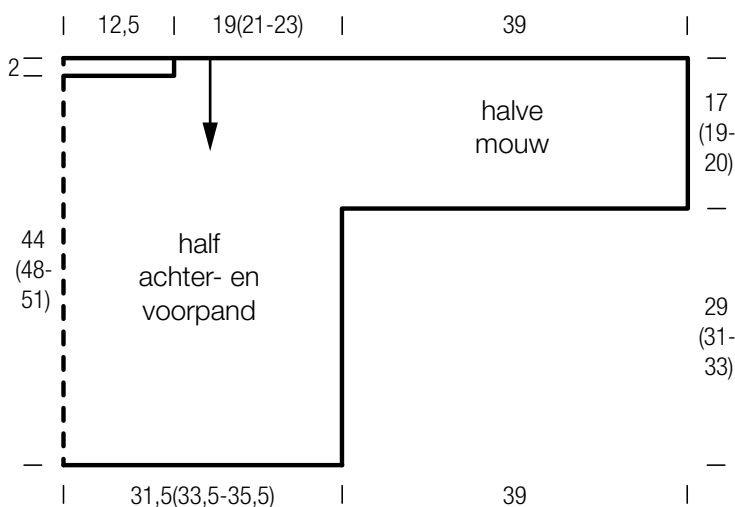 12,5 19(21-23) 39
2
halve
mouw
17
(19-
20)
44
(48-
51)
half
achter- en
voorpand
29
(31-
33)
31,5(33,5-35,5) 39